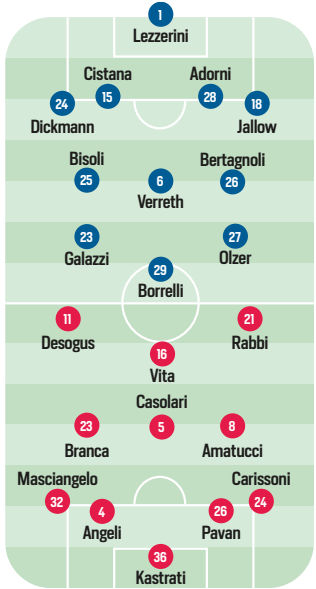 1
Lezzerini
Cistana
Adorni
24
15
28
18
Dickmann
Jallow
Bisoli
Bertagnoli
25
6
26
Verreth
23
27
Galazzi
Olzer
29
Borrelli
11
21
Desogus
Rabbi
16
Vita
Casolari
23
5
8
Branca
Amatucci
Masciangelo
Carissoni
32
4
26
24
Angeli
Pavan
36
Kastrati